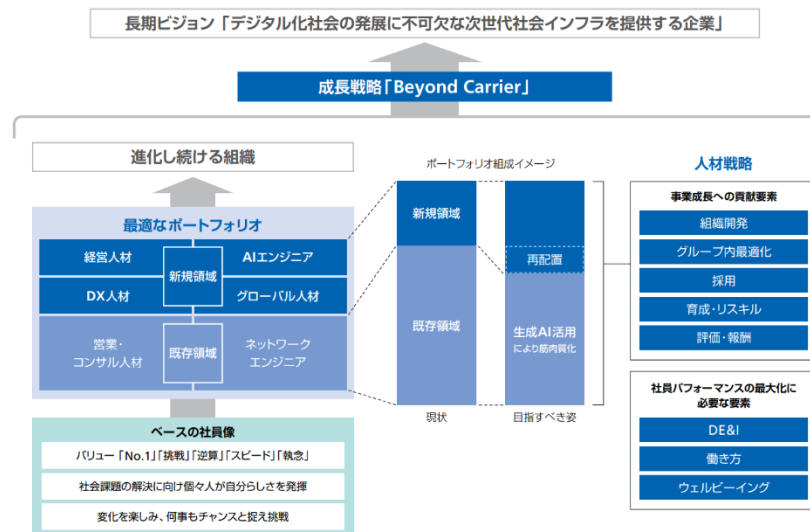 長期ビジョン「デジタル化社会の発展に不可欠な次世代社会インフラを提供する企業」
成長戦略「Beyond Carrier」
進化し続ける組織
最適なポートフォリオ
経営人材
AIエンジニア
新規領域
DX人材
グローバル人材
営業・
コンサル人材
既存領域
ネットワーク
エンジニア
ベースの社員像
バリュー「No.1」「挑戦」「逆算」「スピード」「執念」
社会課題の解決に向け個々人が自分らしさを発揮
変化を楽しみ、何事もチャンスと捉え挑戦
ポートフォリオ組成イメージ
新規領域
再配置
既存領域
生成AI活用
により筋肉質化
現状
目指すべき姿
人材戦略
事業成長への貢献要素
組織開発
グループ内最適化
採用
育成・リスキル
評価・報酬
社員パフォーマンスの最大化に
必要な要素
DE&I
働き方
ウェルビーイング